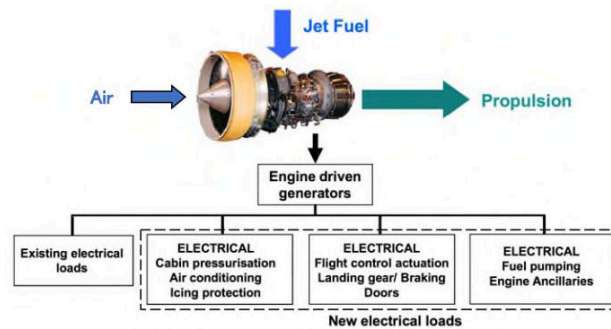 Jet Fuel
Air
Propulsion
Engine driven
generators
Existing electrical
loads
ELECTRICAL
Cabin pressurisation
Air conditioning
Icing protection
ELECTRICAL
Flight control actuation
Landing gear/ Braking
Doors
ELECTRICAL
Fuel pumping
Engine Ancillaries
New electrical loads